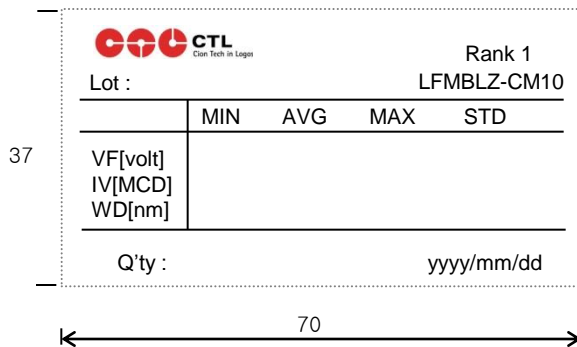 CTL
Cion Tech in Logos
Rank 1
Lot :
LFMBLZ-CM10
MIN AVG MAX STD
37
VF[volt]
IV[MCD]
WD[nm]
Q'ty :
yyyy/mm/dd
70